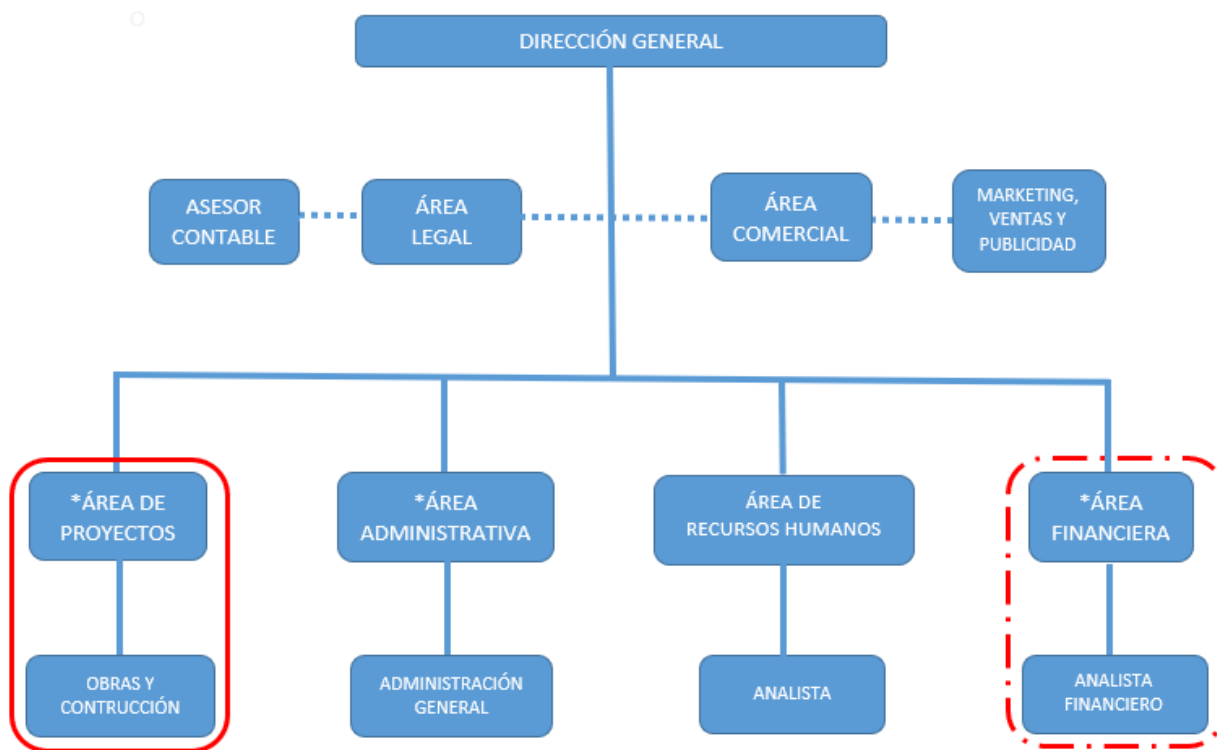 DIRECCIÓN GENERAL
ASESOR
CONTABLE
ÁREA
LEGAL
ÁREA
COMERCIAL
MARKETING,
VENTAS Y
PUBLICIDAD
*ÁREA DE
PROYECTOS
*ÁREA
ADMINISTRATIVA
ÁREA DE
RECURSOS HUMANOS
*ÁREA
FINANCIERA
OBRAS Y
CONTRUCCIÓN
ADMINISTRACIÓN
GENERAL
ANALISTA
ANALISTA
FINANCIERO